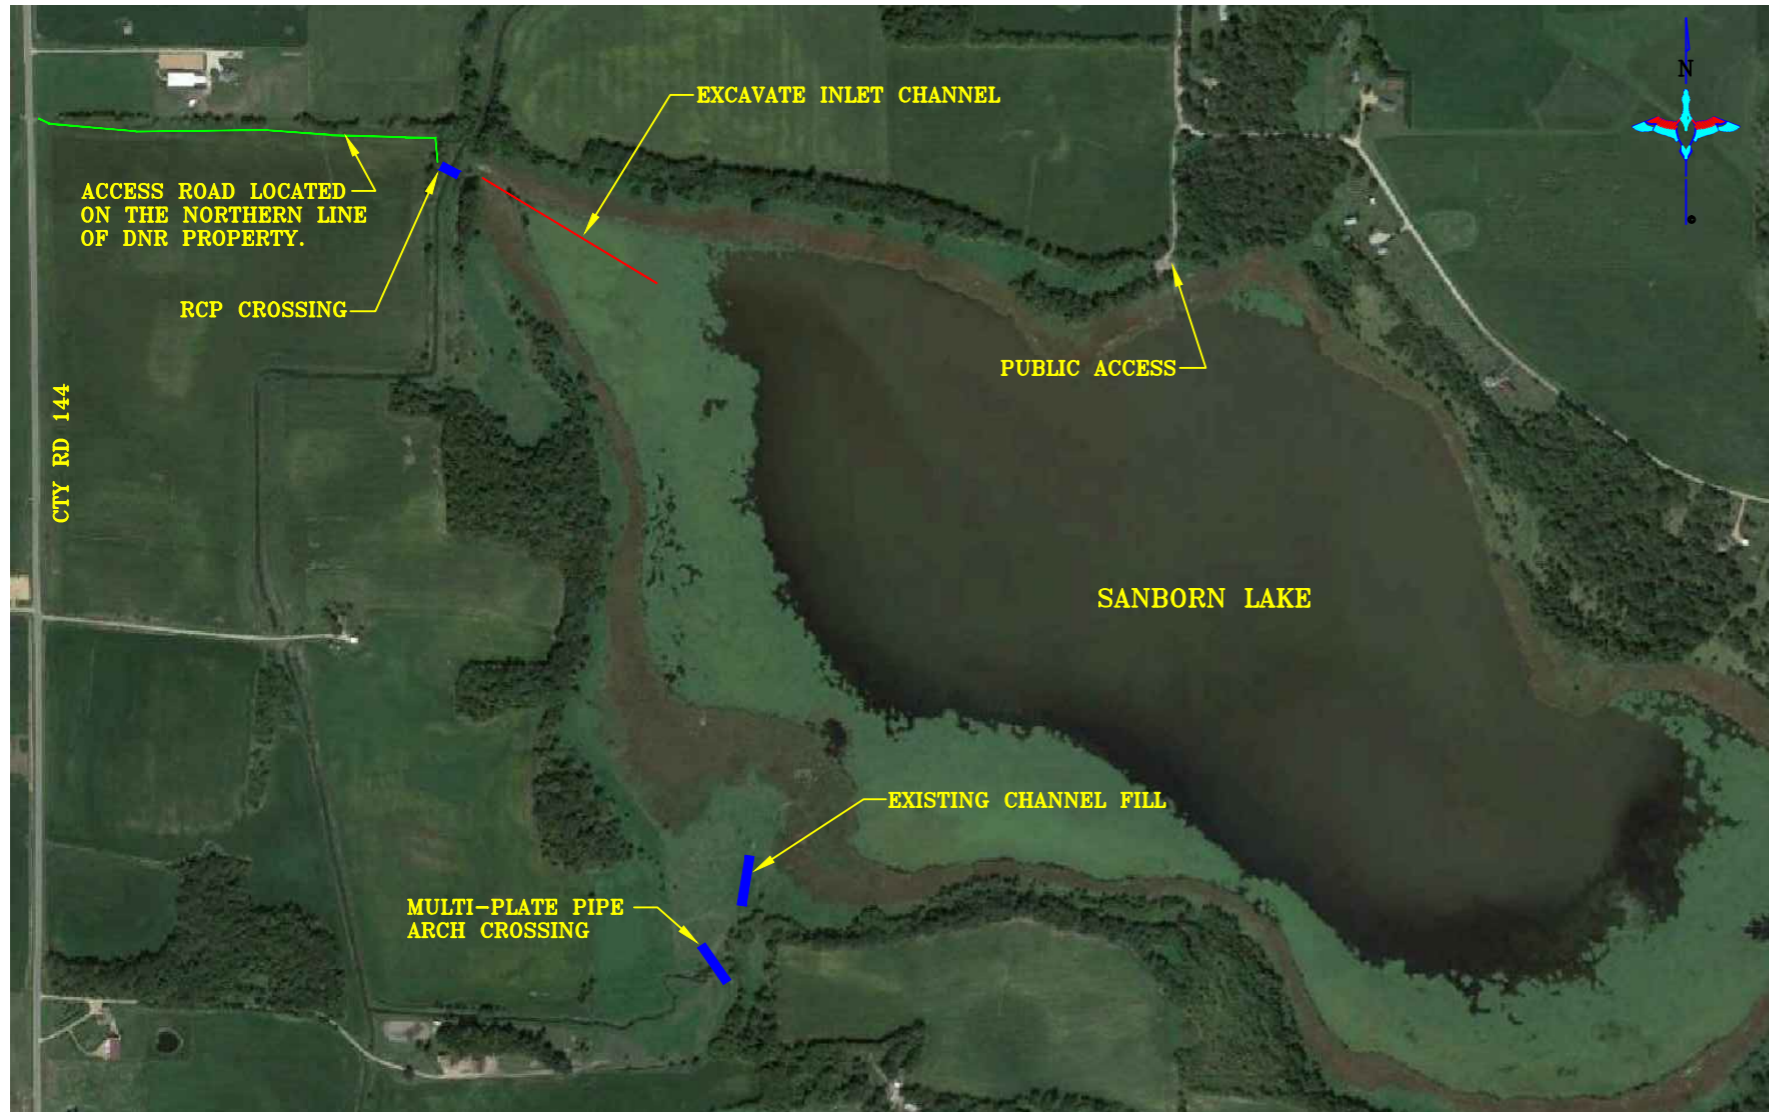 N
EXCAVATE INLET CHANNEL
ACCESS ROAD LOCATED
ON THE NORTHERN LINE
OF DNR PROPERTY.
RCP CROSSING
PUBLIC ACCESS
CTY RD 144
SANBORN LAKE
EXISTING CHANNEL FILL
MULTI-PLATE PIPE
ARCH CROSSING